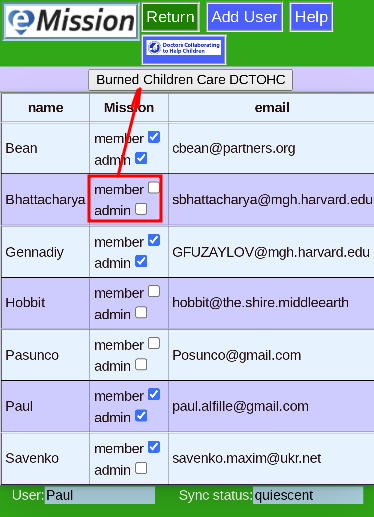 eMission Return Add User Help
Doctors Collaborating
to Help Children
Burned Children Care DCTOHC
name Mission email
Bean member admin cbean@partners.org
Bhattacharya member admin sbhattacharya@mgh.harvard.edu
Gennadiy member admin GFUZAYLOV@mgh.harvard.edu
Hobbit member admin hobbit@the.shire.middleearth
Pasunco member admin Posunco@gmail.com
Paul member admin paul.alfille@gmail.com
Savenko member admin savenko.maxim@ukr.net
User: Paul Sync status: quiescent